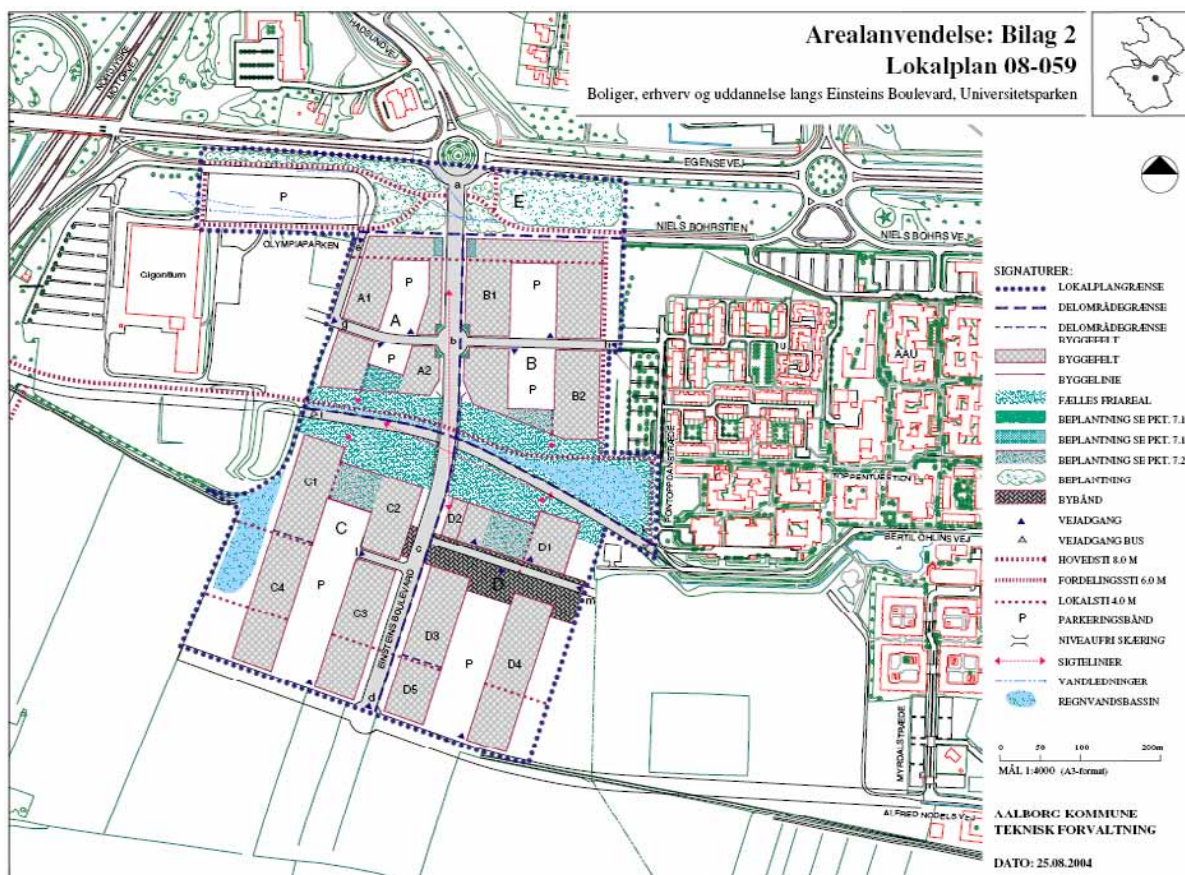 Arealanvendelse: Bilag 2
Lokalplan 08-059
Boliger, erhverv og uddannelse langs Einsteins Boulevard, Universitetsparken
NORDJYSKE
MOTORVEJ
HADSUNDVEJ
EGENSEVEJ
a
E
P
NIELS BOHRSTIEN
NIELS BOHRS VEJ
OLYMPIAPARKEN
e
Gigantium
A1
P
B1
P
A
g
b
B
AAU
P
A2
P
B2
PONTOPPIDANSTRÆDE
C1
C2
D2
D1
BERTIL OHLINS VEJ
C
c
D
m
P
C4
C3
EINSTEINS BOULEVARD
D3
P
D4
D5
d
MYRDALSTRÆDE
ALFRED NOBELS VEJ
SIGNATURER:
LOKALPLANGRÆNSE
DELOMRÅDEGRÆNSE
DELOMRÅDEGRÆNSE
BYGGEFELT
BYGGEFELT
BYGGELINIE
FÆLLES FRIAREAL
BEPLANTNING SE PKT. 7.1
BEPLANTNING SE PKT. 7.1
BEPLANTNING SE PKT. 7.2
BEPLANTNING
BYBÅND
VEJADGANG
VEJADGANG BUS
HOVEDSTI 8.0 M
FORDELINGSSTI 6.0 M
LOKALSTI 4.0 M
P PARKERINGSBÅND
NIVEAUFRI SKÆRING
SIGTELINIER
VANDLEDNINGER
REGNVANDSBASSIN
0 50 100 200m
MÅL 1:4000 (A3-format)
AALBORG KOMMUNE
TEKNISK FORVALTNING
DATO: 25.08.2004